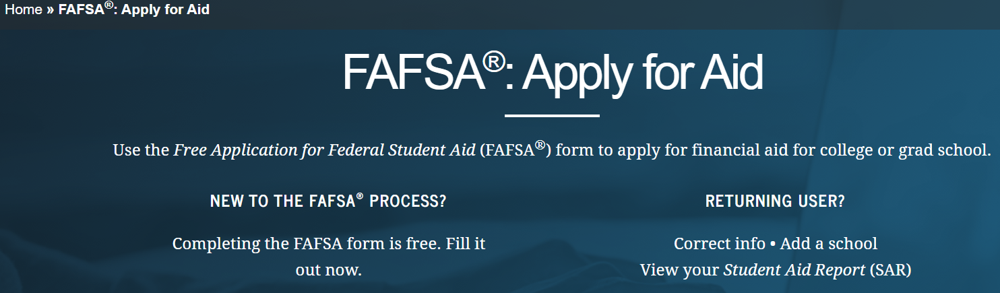 Home » FAFSA®: Apply for Aid
FAFSA®: Apply for Aid
Use the Free Application for Federal Student Aid (FAFSA®) form to apply for financial aid for college or grad school.
NEW TO THE FAFSA® PROCESS?
Completing the FAFSA form is free. Fill it
out now.
RETURNING USER?
Correct info • Add a school
View your Student Aid Report (SAR)